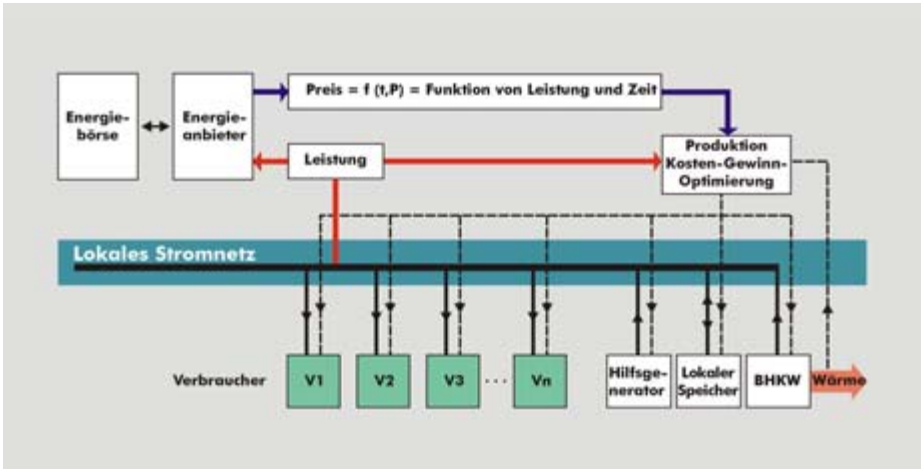 Energie-
börse
Energie-
anbieter
Preis = f (t,P) = Funktion von Leistung und Zeit
Leistung
Produktion
Kosten-Gewinn-
Optimierung
Lokales Stromnetz
Verbraucher
V1
V2
V3
...
Vn
Hilfsge-
nerator
Lokaler
Speicher
BHKW
Wärme